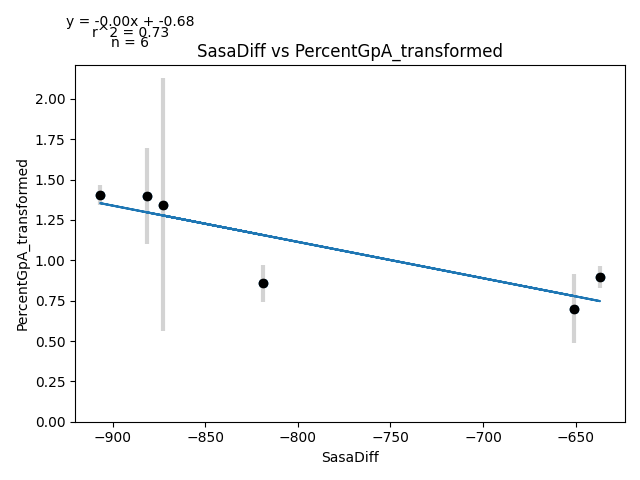 y = -0.00x + -0.68
r^2 = 0.73
n = 6
SasaDiff vs PercentGpA_transformed
PercentGpA_transformed
2.00
1.75
1.50
1.25
1.00
0.75
0.50
0.25
0.00
−900
−850
−800
−750
−700
−650
SasaDiff